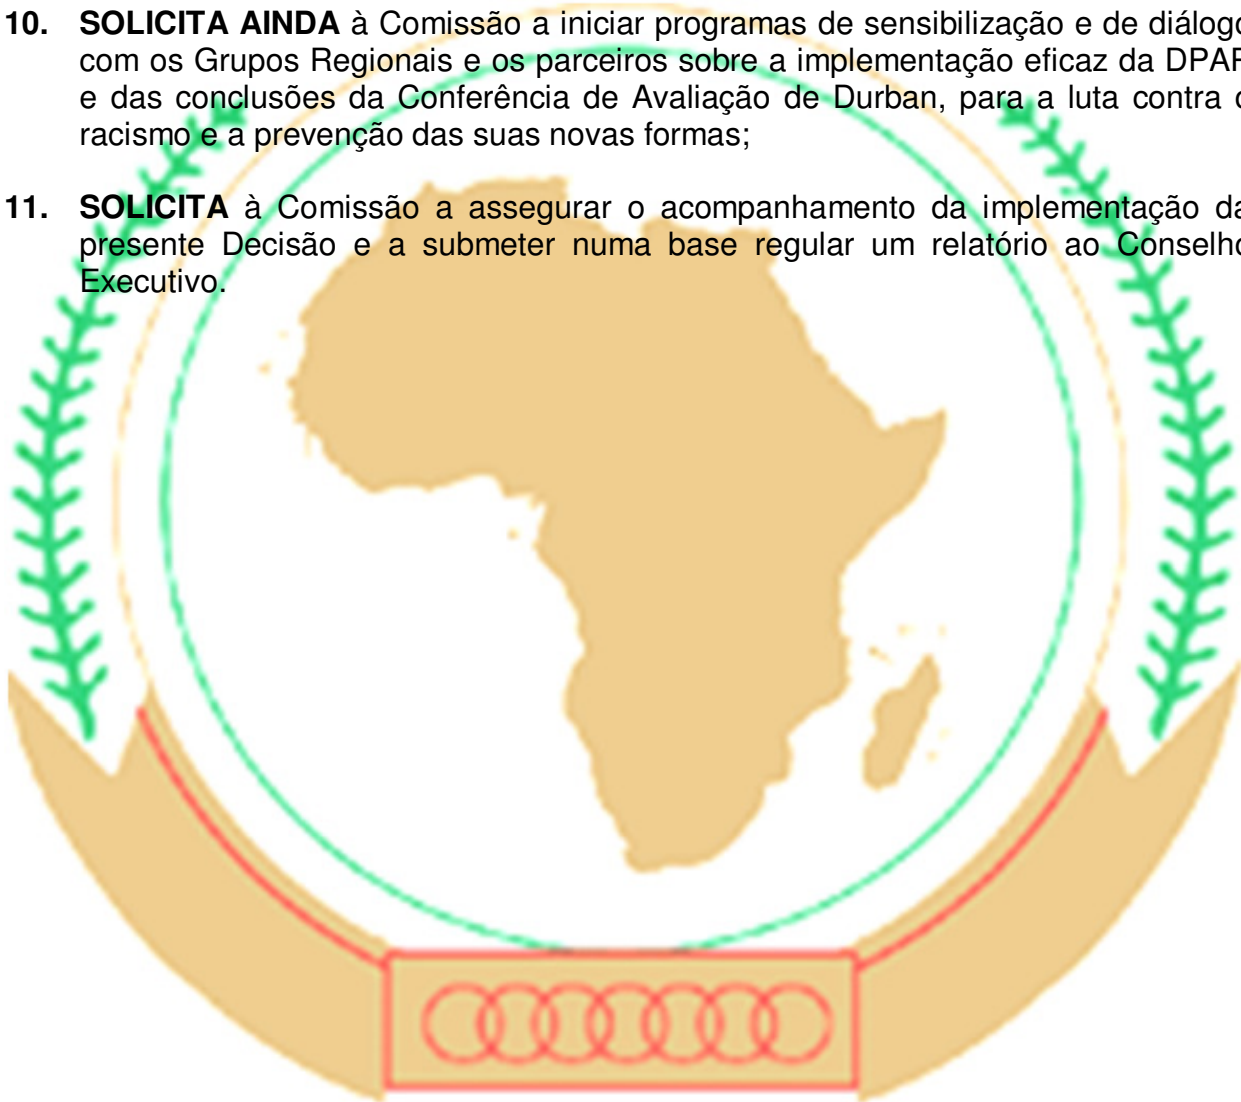 10. SOLICITA AINDA à Comissão a iniciar programas de sensibilização e de diálogo
com os Grupos Regionais e os parceiros sobre a implementação eficaz da DPAP
e das conclusões da Conferência de Avaliação de Durban, para a luta contra o
racismo e a prevenção das suas novas formas;
11. SOLICITA à Comissão a assegurar o acompanhamento da implementação da
presente Decisão e a submeter numa base regular um relatório ao Conselho
Executivo.